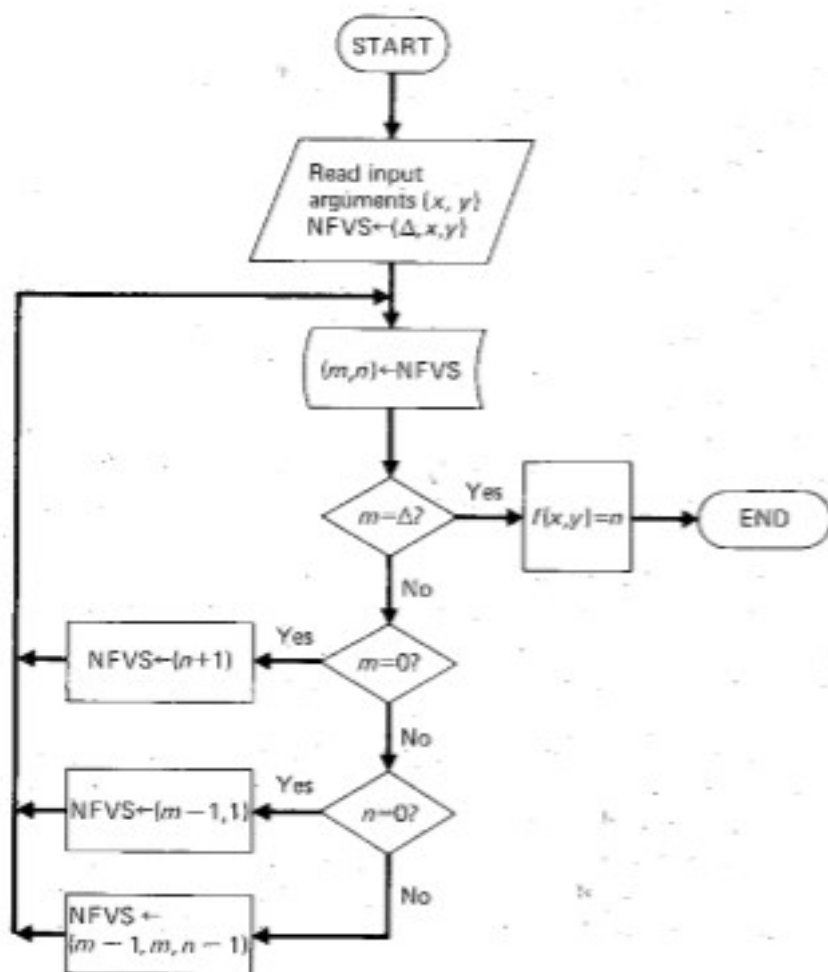 START
Read input
arguments (x, y)
NFVS←(Δ,x,y)
(m,n)←NFVS
m=Δ?
Yes
f(x,y)=n
END
No
m=0?
Yes
NFVS←(n+1)
No
n=0?
Yes
NFVS←(m−1,1)
No
NFVS ←
(m−1, m, n−1)